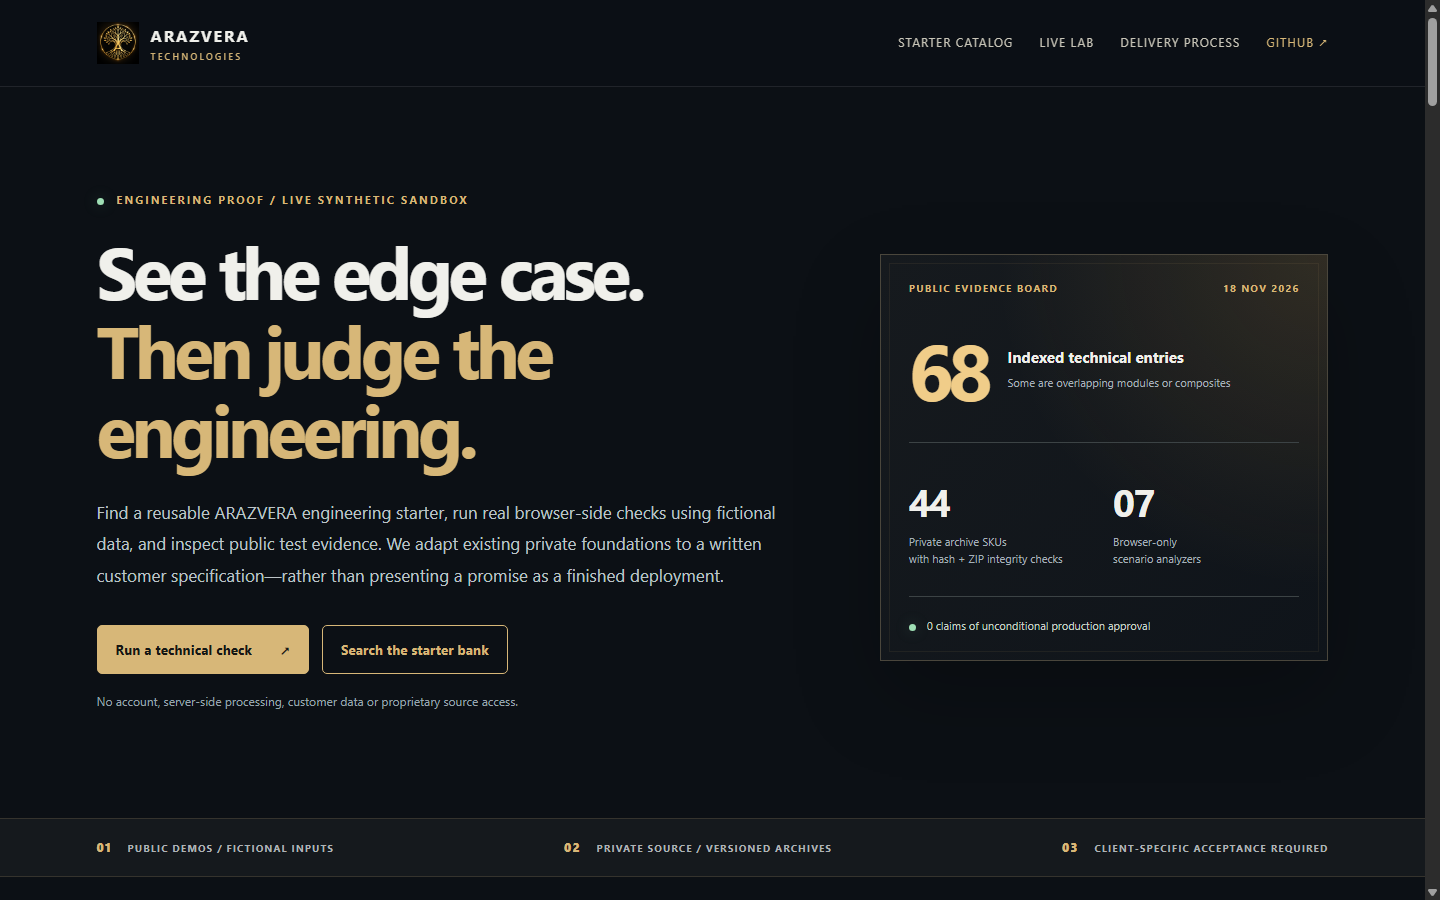 ARAZVERA
TECHNOLOGIES
STARTER CATALOG
LIVE LAB
DELIVERY PROCESS
GITHUB ↗
ENGINEERING PROOF / LIVE SYNTHETIC SANDBOX
See the edge case.
Then judge the
engineering.
Find a reusable ARAZVERA engineering starter, run real browser-side checks using fictional
data, and inspect public test evidence. We adapt existing private foundations to a written
customer specification—rather than presenting a promise as a finished deployment.
Run a technical check ↗
Search the starter bank
No account, server-side processing, customer data or proprietary source access.
PUBLIC EVIDENCE BOARD
18 NOV 2026
68
Indexed technical entries
Some are overlapping modules or composites
44
Private archive SKUs
with hash + ZIP integrity checks
07
Browser-only
scenario analyzers
0 claims of unconditional production approval
01 PUBLIC DEMOS / FICTIONAL INPUTS
02 PRIVATE SOURCE / VERSIONED ARCHIVES
03 CLIENT-SPECIFIC ACCEPTANCE REQUIRED